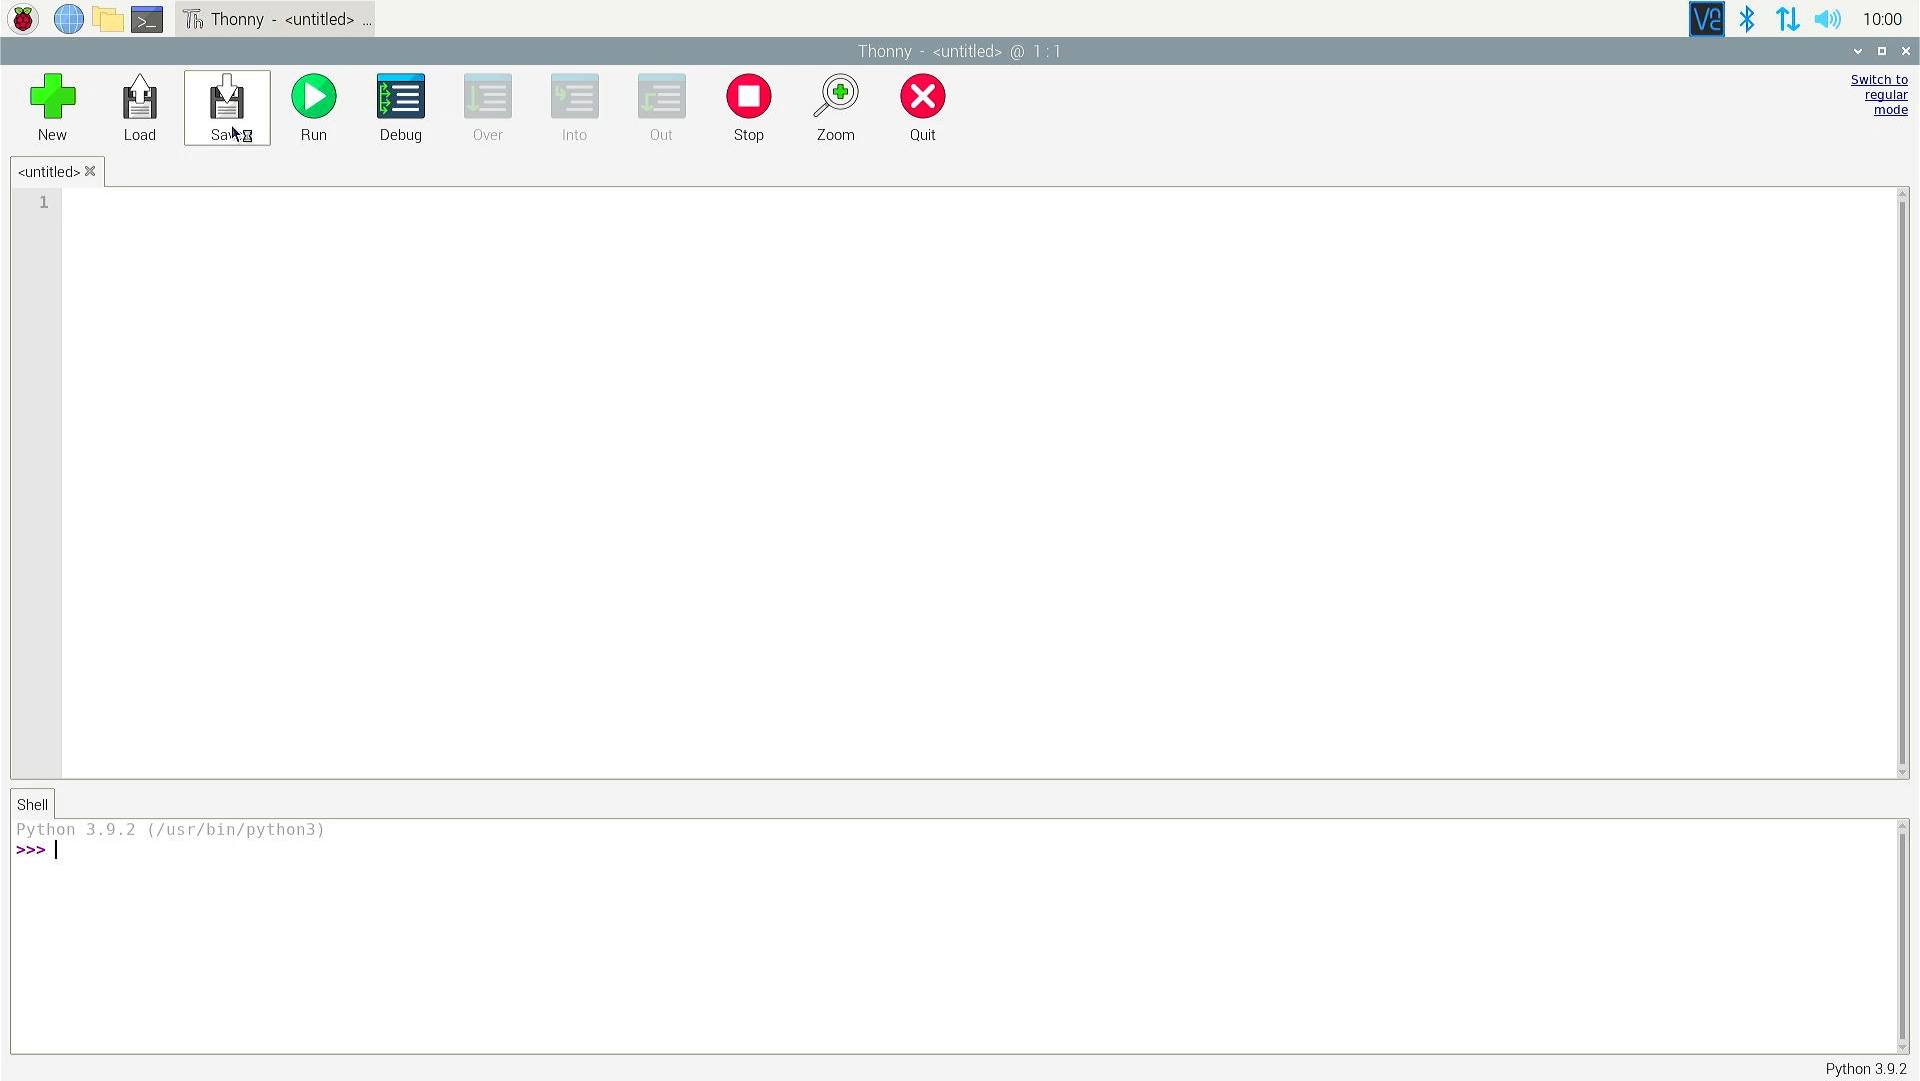 Thonny - <untitled> ...
10:00
Thonny - <untitled> @ 1 : 1
New
Load
Run
Debug
Over
Into
Out
Stop
Zoom
Quit
Switch to
regular
mode
<untitled>
1
Shell
Python 3.9.2 (/usr/bin/python3)
>>>
Python 3.9.2